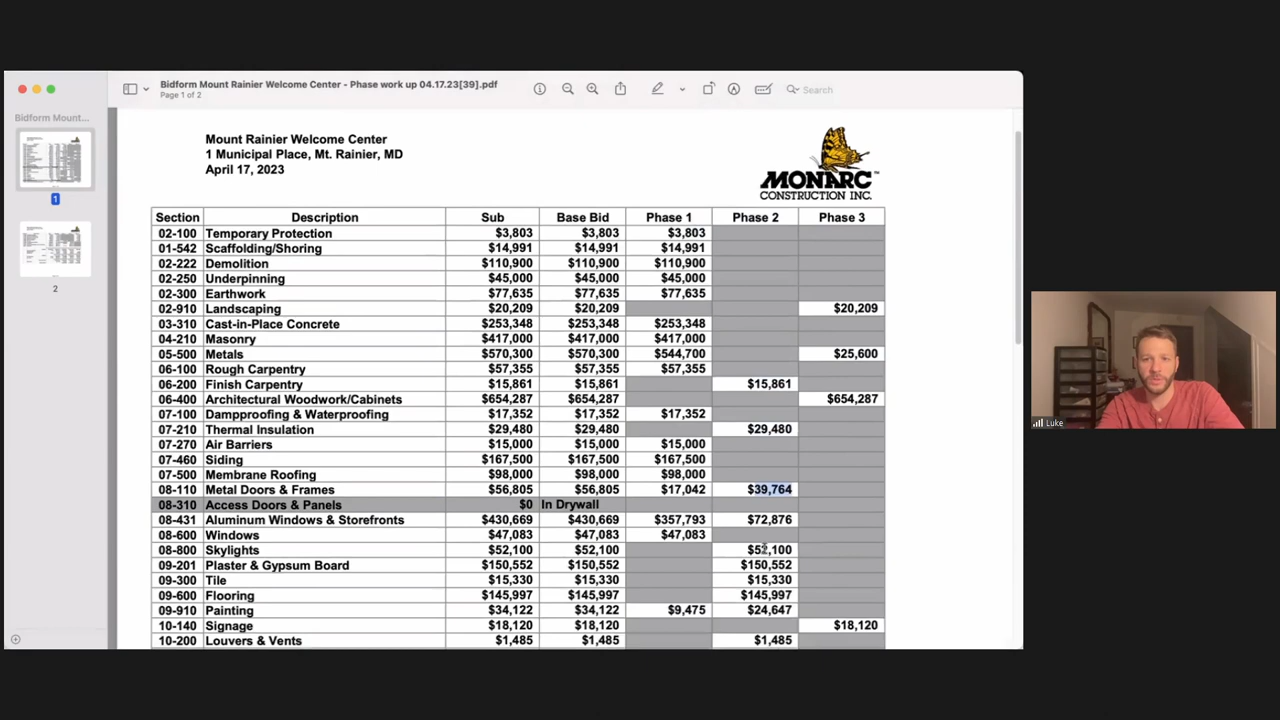 Bidform Mount Rainier Welcome Center - Phase work up 04.17.23[39].pdf
Page 1 of 2
Search
Bidform Mount...
1
2
Mount Rainier Welcome Center
1 Municipal Place, Mt. Rainier, MD
April 17, 2023
MONARC™
CONSTRUCTION INC.
Section Description Sub Base Bid Phase 1 Phase 2 Phase 3
02-100 Temporary Protection $3,803 $3,803 $3,803
01-542 Scaffolding/Shoring $14,991 $14,991 $14,991
02-222 Demolition $110,900 $110,900 $110,900
02-250 Underpinning $45,000 $45,000 $45,000
02-300 Earthwork $77,635 $77,635 $77,635
02-910 Landscaping $20,209 $20,209 $20,209
03-310 Cast-in-Place Concrete $253,348 $253,348 $253,348
04-210 Masonry $417,000 $417,000 $417,000
05-500 Metals $570,300 $570,300 $544,700 $25,600
06-100 Rough Carpentry $57,355 $57,355 $57,355
06-200 Finish Carpentry $15,861 $15,861 $15,861
06-400 Architectural Woodwork/Cabinets $654,287 $654,287 $654,287
07-100 Dampproofing & Waterproofing $17,352 $17,352 $17,352
07-210 Thermal Insulation $29,480 $29,480 $29,480
07-270 Air Barriers $15,000 $15,000 $15,000
07-460 Siding $167,500 $167,500 $167,500
07-500 Membrane Roofing $98,000 $98,000 $98,000
08-110 Metal Doors & Frames $56,805 $56,805 $17,042 $39,764
08-310 Access Doors & Panels $0 In Drywall
08-431 Aluminum Windows & Storefronts $430,669 $430,669 $357,793 $72,876
08-600 Windows $47,083 $47,083 $47,083
08-800 Skylights $52,100 $52,100 $52,100
09-201 Plaster & Gypsum Board $150,552 $150,552 $150,552
09-300 Tile $15,330 $15,330 $15,330
09-600 Flooring $145,997 $145,997 $145,997
09-910 Painting $34,122 $34,122 $9,475 $24,647
10-140 Signage $18,120 $18,120 $18,120
10-200 Louvers & Vents $1,485 $1,485 $1,485
Luke